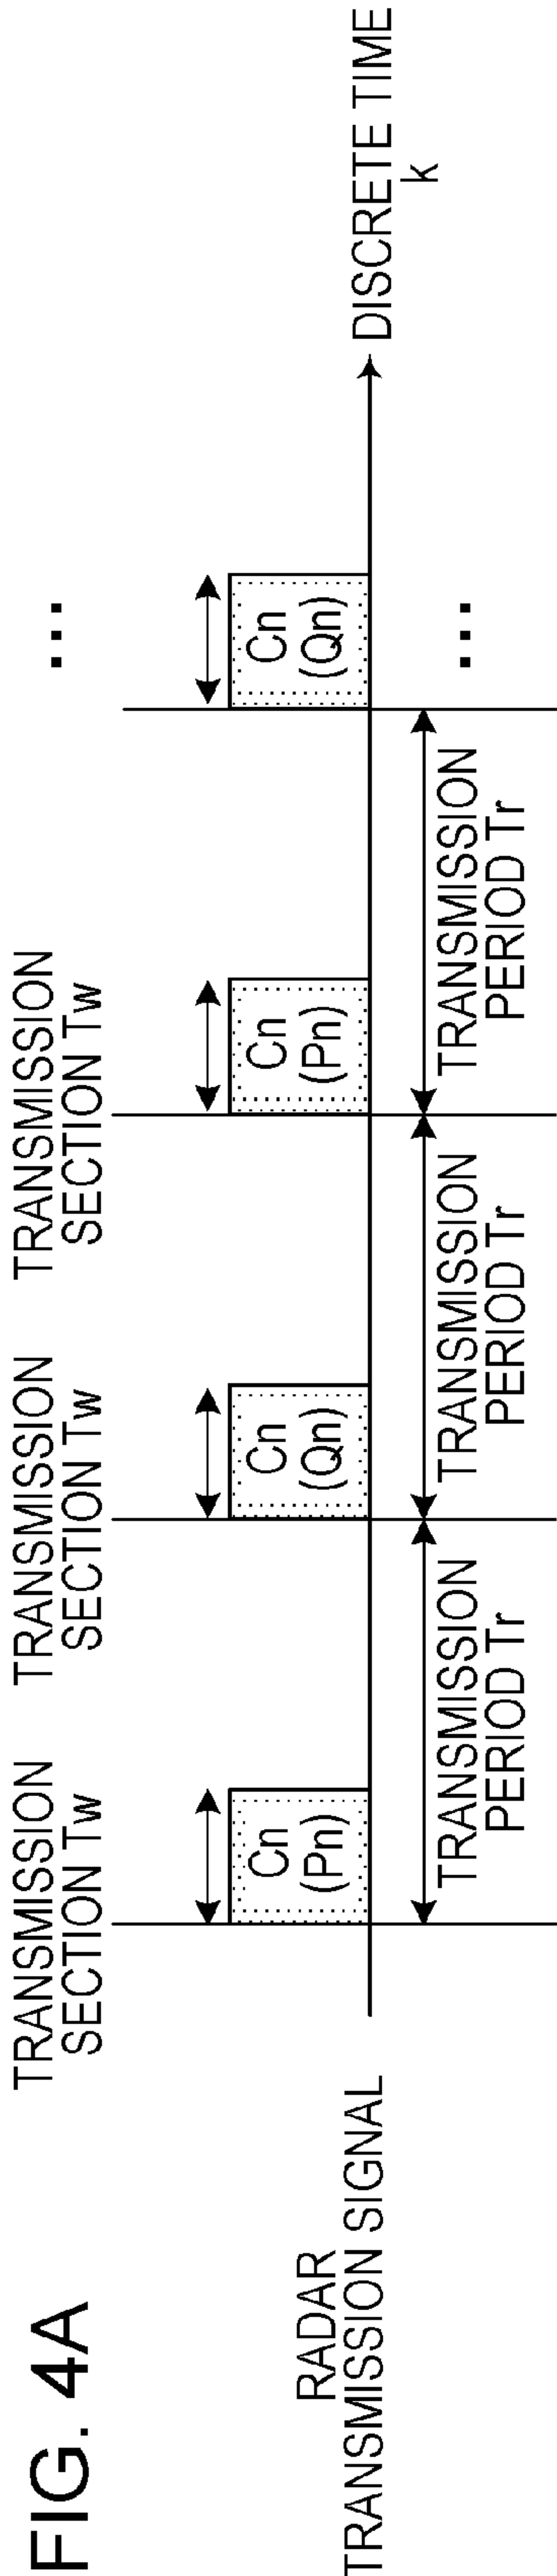 FIG. 4A
TRANSMISSION
SECTION Tw
TRANSMISSION
SECTION Tw
TRANSMISSION
SECTION Tw
...
RADAR
TRANSMISSION SIGNAL
Cn
(Pn)
Cn
(Qn)
Cn
(Pn)
Cn
(Qn)
DISCRETE TIME
k
TRANSMISSION
PERIOD Tr
TRANSMISSION
PERIOD Tr
TRANSMISSION
PERIOD Tr
...